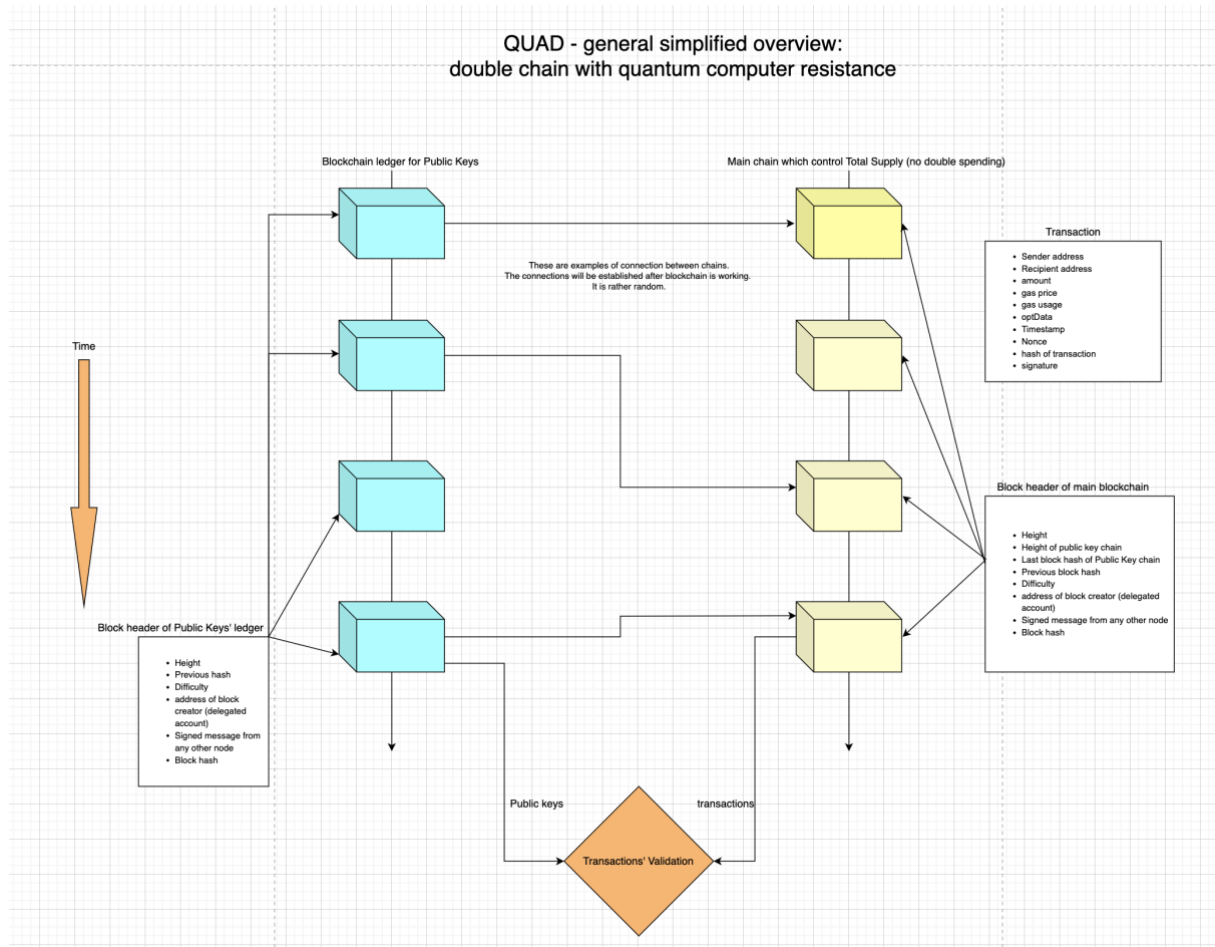 QUAD - general simplified overview:
double chain with quantum computer resistance
Blockchain ledger for Public Keys
Main chain which control Total Supply (no double spending)
These are examples of connection between chains.
The connections will be established after blockchain is working.
It is rather random.
Transaction
• Sender address
• Recipient address
• amount
• gas price
• gas usage
• optData
• Timestamp
• Nonce
• hash of transaction
• signature
Time
Block header of main blockchain
• Height
• Height of public key chain
• Last block hash of Public Key chain
• Previous block hash
• Difficulty
• address of block creator (delegated
account)
• Signed message from any other node
• Block hash
Block header of Public Keys' ledger
• Height
• Previous hash
• Difficulty
• address of block
creator (delegated
account)
• Signed message from
any other node
• Block hash
Public keys
transactions
Transactions' Validation